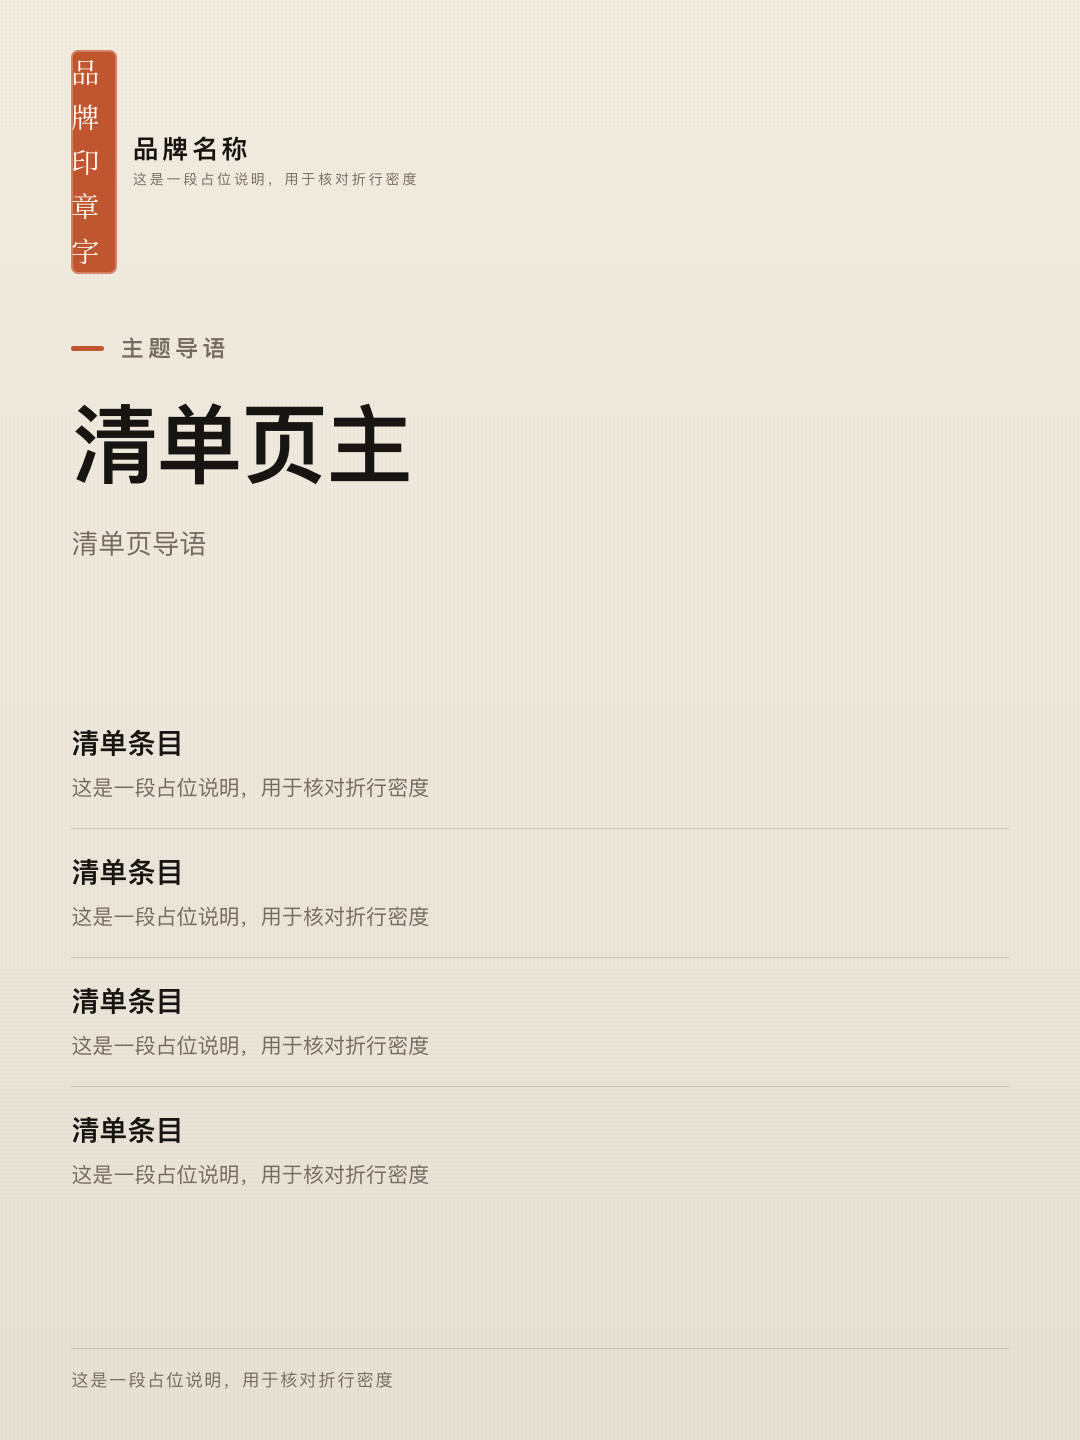 品牌印章字
品牌名称
这是一段占位说明，用于核对折行密度
主题导语
清单页主
清单页导语
清单条目
这是一段占位说明，用于核对折行密度
清单条目
这是一段占位说明，用于核对折行密度
清单条目
这是一段占位说明，用于核对折行密度
清单条目
这是一段占位说明，用于核对折行密度
这是一段占位说明，用于核对折行密度